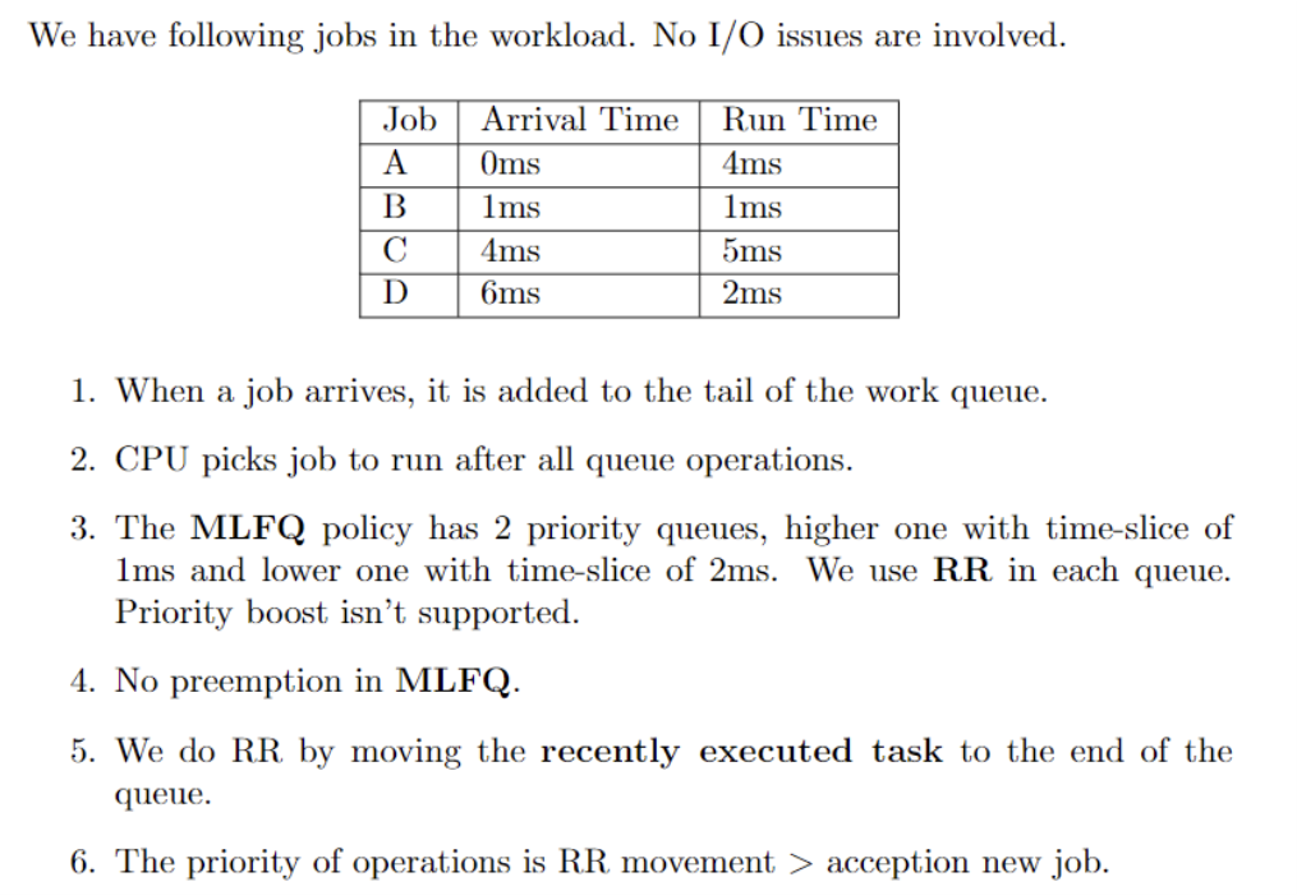 We have following jobs in the workload. No I/O issues are involved.
Job Arrival Time Run Time
A 0ms 4ms
B 1ms 1ms
C 4ms 5ms
D 6ms 2ms
1. When a job arrives, it is added to the tail of the work queue.
2. CPU picks job to run after all queue operations.
3. The MLFQ policy has 2 priority queues, higher one with time-slice of
1ms and lower one with time-slice of 2ms. We use RR in each queue.
Priority boost isn't supported.
4. No preemption in MLFQ.
5. We do RR by moving the recently executed task to the end of the
queue.
6. The priority of operations is RR movement > acception new job.